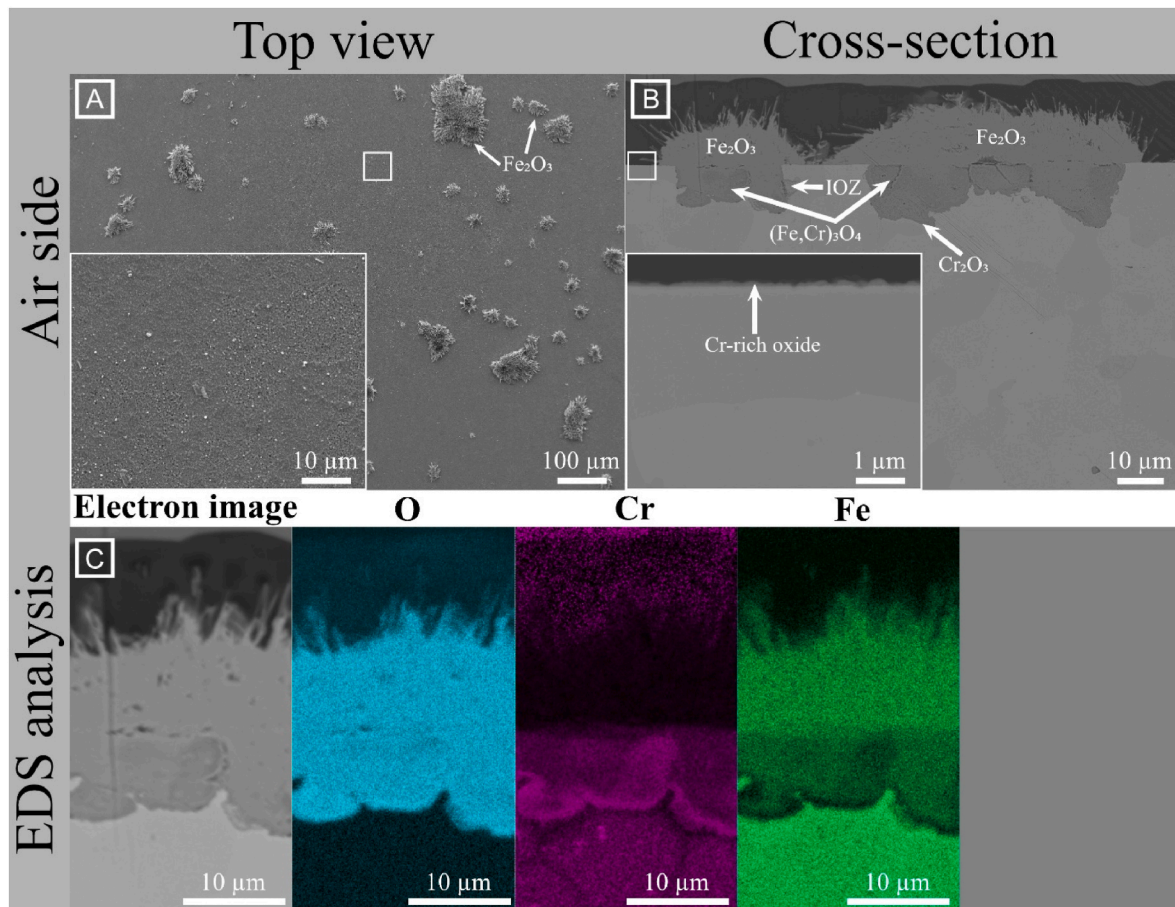 Top view
Cross-section
Air side
A
Fe₂O₃
10 µm
100 µm
B
Fe₂O₃
Fe₂O₃
IOZ
(Fe,Cr)₃O₄
Cr₂O₃
Cr-rich oxide
1 µm
10 µm
Electron image
O
Cr
Fe
EDS analysis
C
10 µm
10 µm
10 µm
10 µm